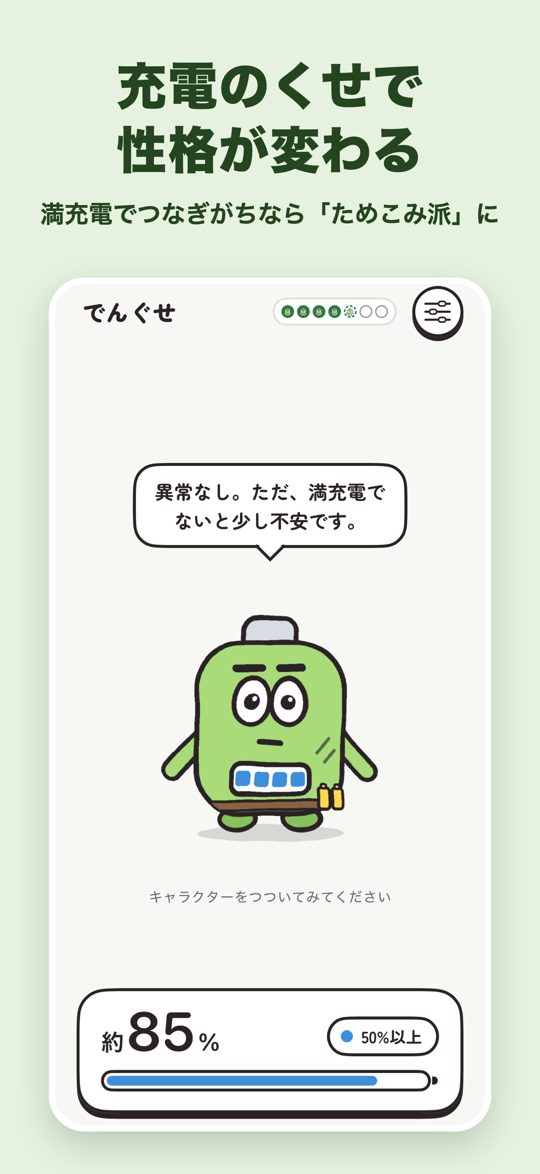 充電のくせで
性格が変わる
満充電でつなぎがちなら「ためこみ派」に
でんぐせ
異常なし。ただ、満充電で
ないと少し不安です。
キャラクターをつついてみてください
約85%
50%以上